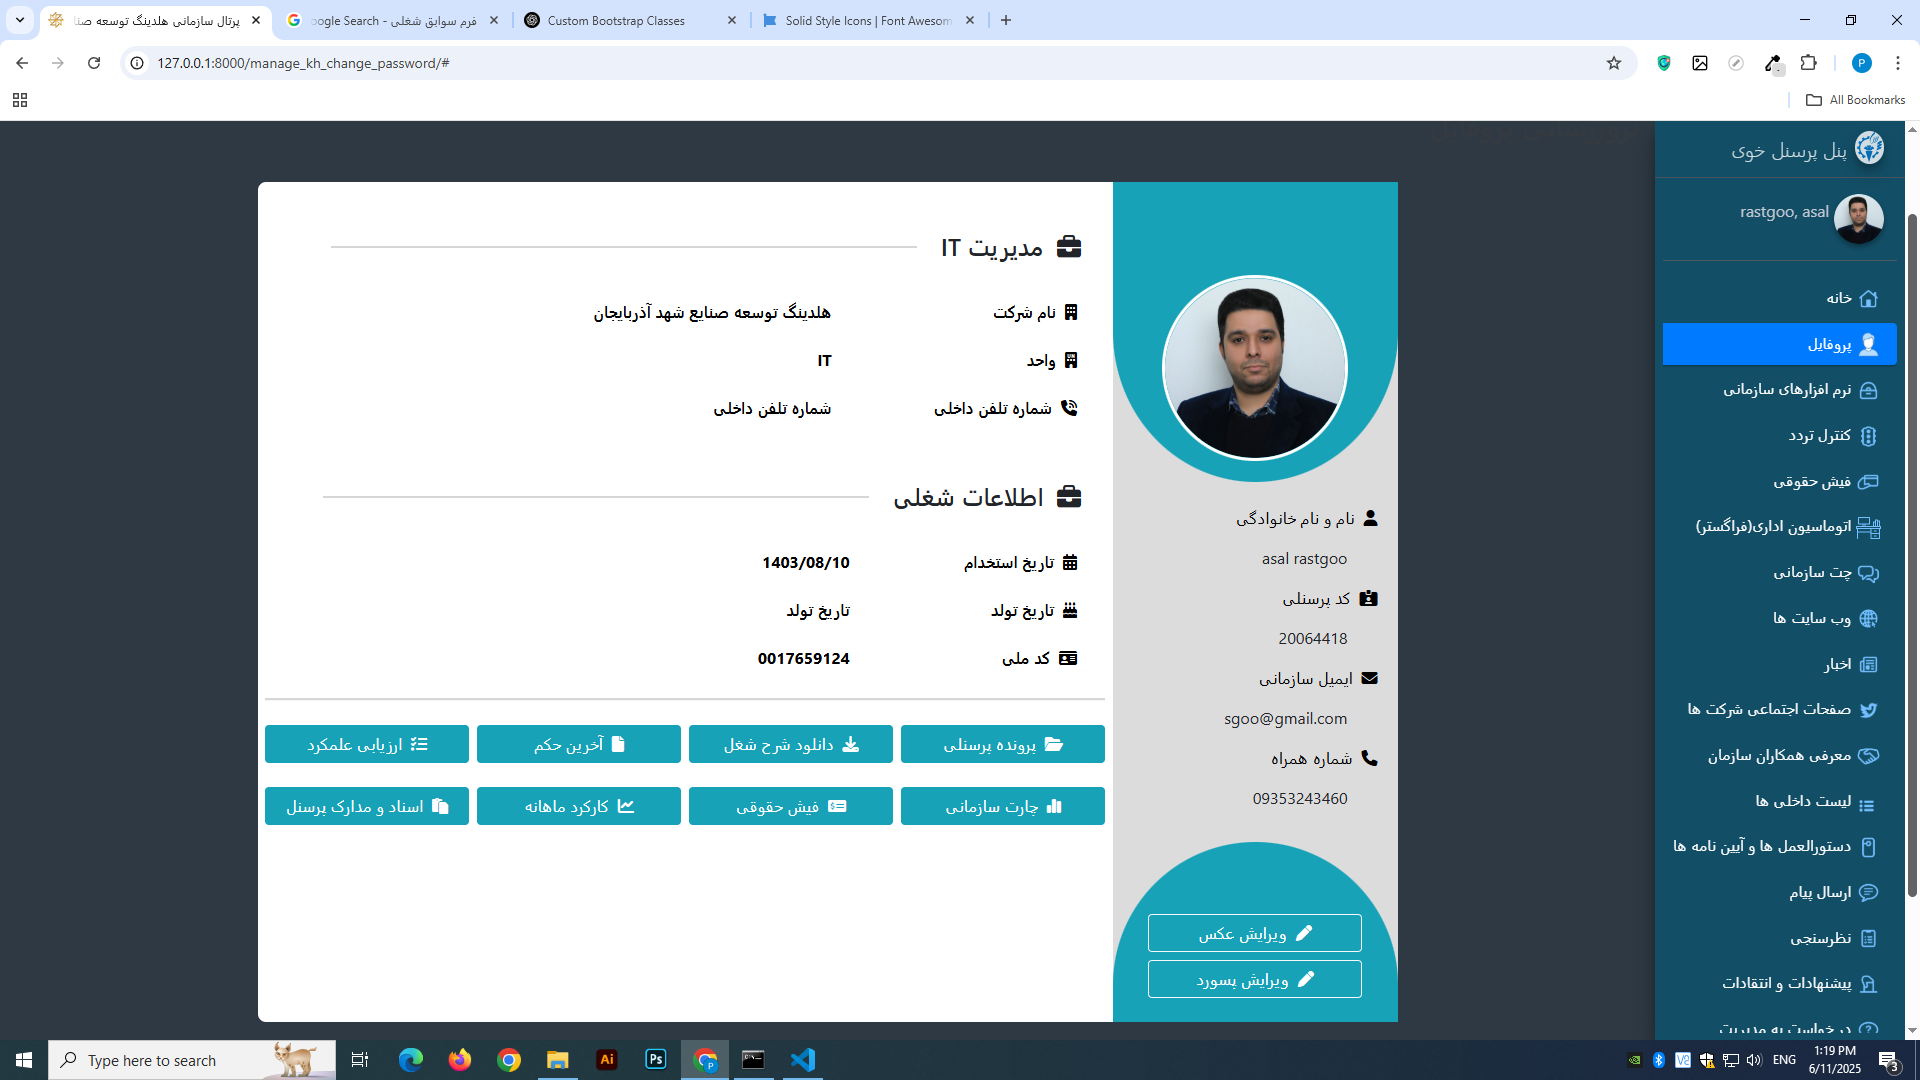 پرتال سازمانی هلدینگ توسعه صنا
oogle Search - فرم سوابق شغلی
Custom Bootstrap Classes
Solid Style Icons | Font Awesom
127.0.0.1:8000/manage_kh_change_password/#
P
All Bookmarks
پنل پرسنل خوی
rastgoo, asal
خانه
پروفایل
نرم افزارهای سازمانی
کنترل تردد
فیش حقوقی
اتوماسیون اداری(فراگستر)
چت سازمانی
وب سایت ها
اخبار
صفحات اجتماعی شرکت ها
معرفی همکاران سازمان
لیست داخلی ها
دستورالعمل ها و آیین نامه ها
ارسال پیام
نظرسنجی
پیشنهادات و انتقادات
درخواست به مدیریت
نام و نام خانوادگی
asal rastgoo
کد پرسنلی
20064418
ایمیل سازمانی
sgoo@gmail.com
شماره همراه
09353243460
ویرایش عکس
ویرایش پسورد
مدیریت IT
نام شرکت هلدینگ توسعه صنایع شهد آذربایجان
واحد IT
شماره تلفن داخلی شماره تلفن داخلی
اطلاعات شغلی
تاریخ استخدام 1403/08/10
تاریخ تولد تاریخ تولد
کد ملی 0017659124
پرونده پرسنلی دانلود شرح شغل آخرین حکم ارزیابی علمکرد
چارت سازمانی فیش حقوقی کارکرد ماهانه اسناد و مدارک پرسنل
Type here to search
Ai
Ps
P
ENG
1:19 PM
6/11/2025
3